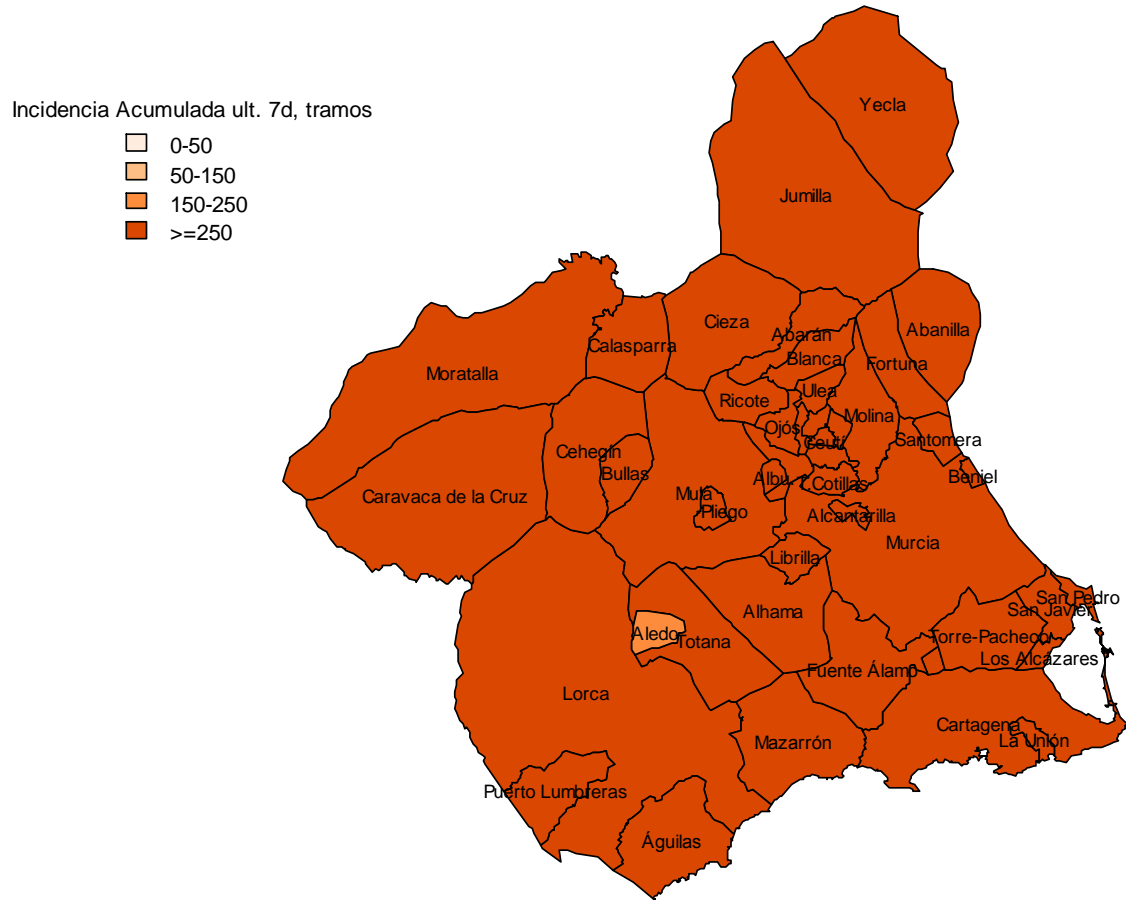 Incidencia Acumulada ult. 7d, tramos
0-50
50-150
150-250
>=250
Yecla
Jumilla
Cieza
Abarán
Abanilla
Calasparra
Blanca
Fortuna
Moratalla
Ulea
Ricote
Molina
Ojós
Ceutí
Santomera
Cehegín
Bullas
Albu.
Cotillas
Beniel
Caravaca de la Cruz
Mula
Pliego
Alcantarilla
Murcia
Librilla
San Pedro
San Javier
Alhama
Aledo
Totana
Torre-Pacheco
Los Alcázares
Fuente Álamo
Lorca
Cartagena
La Unión
Mazarrón
Puerto Lumbreras
Águilas